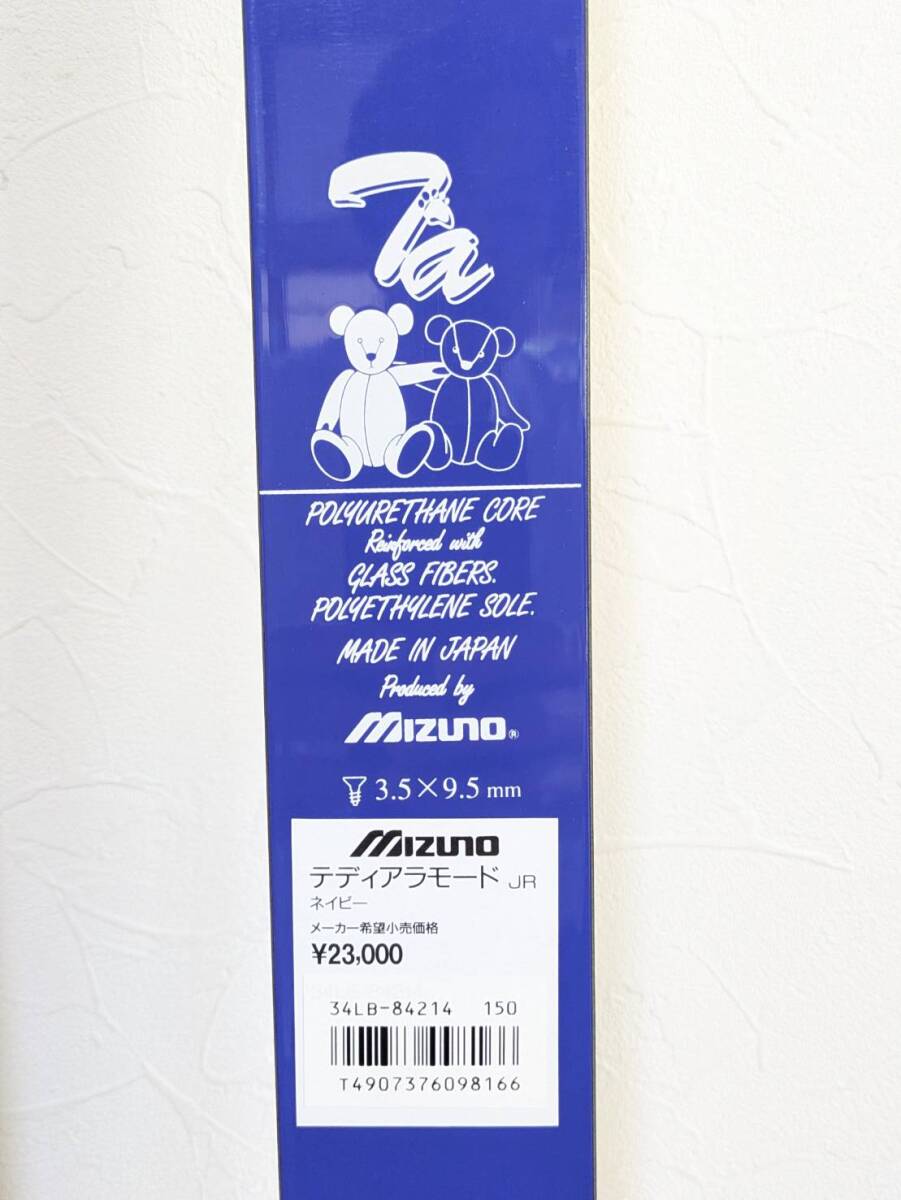 Ta
POLYURETHANE CORE
Reinforced with
GLASS FIBERS.
POLYETHYLENE SOLE.
MADE IN JAPAN
Produced by
MIZUNO®
3.5×9.5 mm
MIZUNO
テディアラモード JR
ネイビー
メーカー希望小売価格
¥23,000
34LB-84214 150
T4907376098166